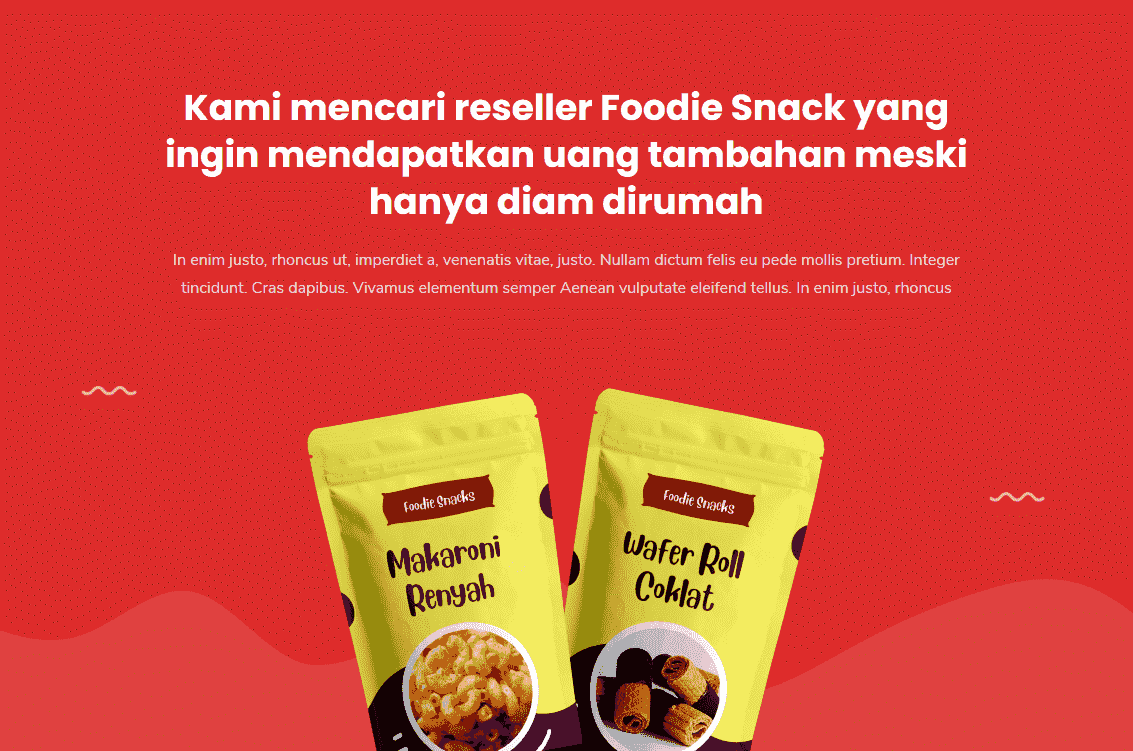 Kami mencari reseller Foodie Snack yang
ingin mendapatkan uang tambahan meski
hanya diam dirumah
In enim justo, rhoncus ut, imperdiet a, venenatis vitae, justo. Nullam dictum felis eu pede mollis pretium. Integer
tincidunt. Cras dapibus. Vivamus elementum semper Aenean vulputate eleifend tellus. In enim justo, rhoncus
Foodie Snacks
Makaroni
Renyah
Foodie Snacks
Wafer Roll
Coklat